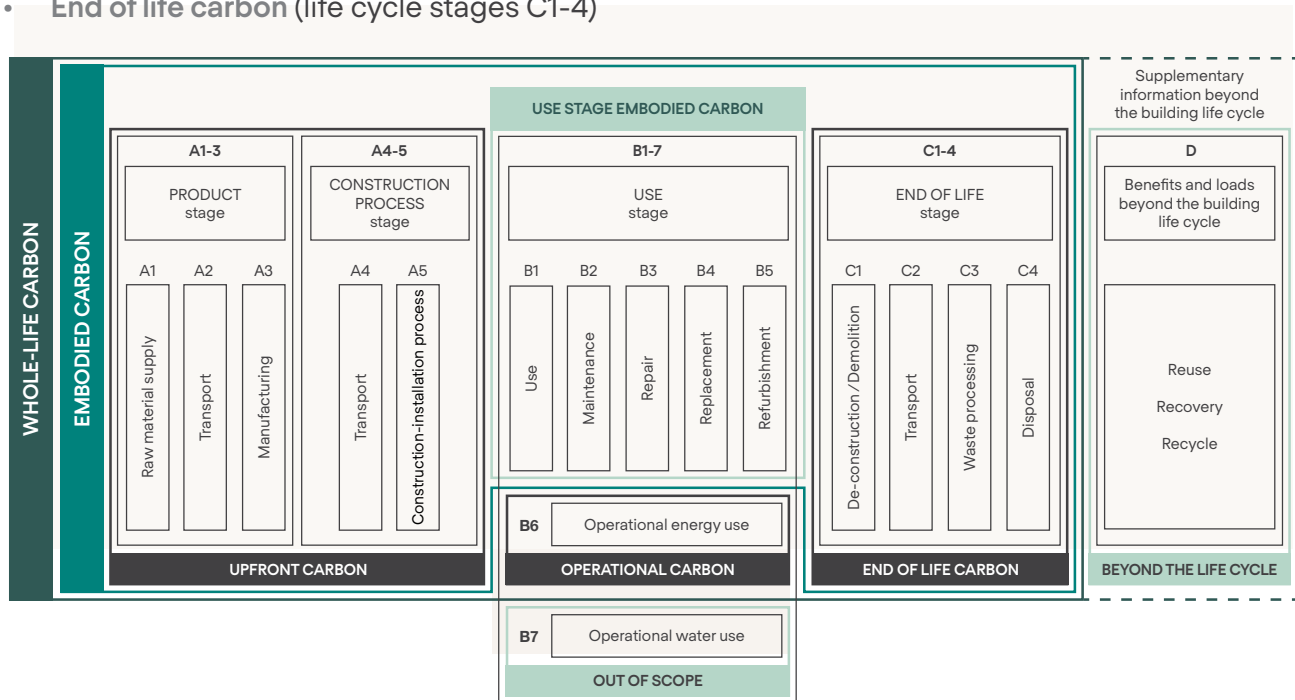 • End of life carbon (life cycle stages C1-4)
WHOLE-LIFE CARBON
EMBODIED CARBON
USE STAGE EMBODIED CARBON
Supplementary
information beyond
the building life cycle
A1-3
PRODUCT
stage
A1
A2
A3
Raw material supply
Transport
Manufacturing
A4-5
CONSTRUCTION
PROCESS
stage
A4
A5
Transport
Construction-installation process
UPFRONT CARBON
B1-7
USE
stage
B1
B2
B3
B4
B5
Use
Maintenance
Repair
Replacement
Refurbishment
B6
Operational energy use
OPERATIONAL CARBON
B7
Operational water use
OUT OF SCOPE
C1-4
END OF LIFE
stage
C1
C2
C3
C4
De-construction / Demolition
Transport
Waste processing
Disposal
END OF LIFE CARBON
D
Benefits and loads
beyond the building
life cycle
Reuse
Recovery
Recycle
BEYOND THE LIFE CYCLE